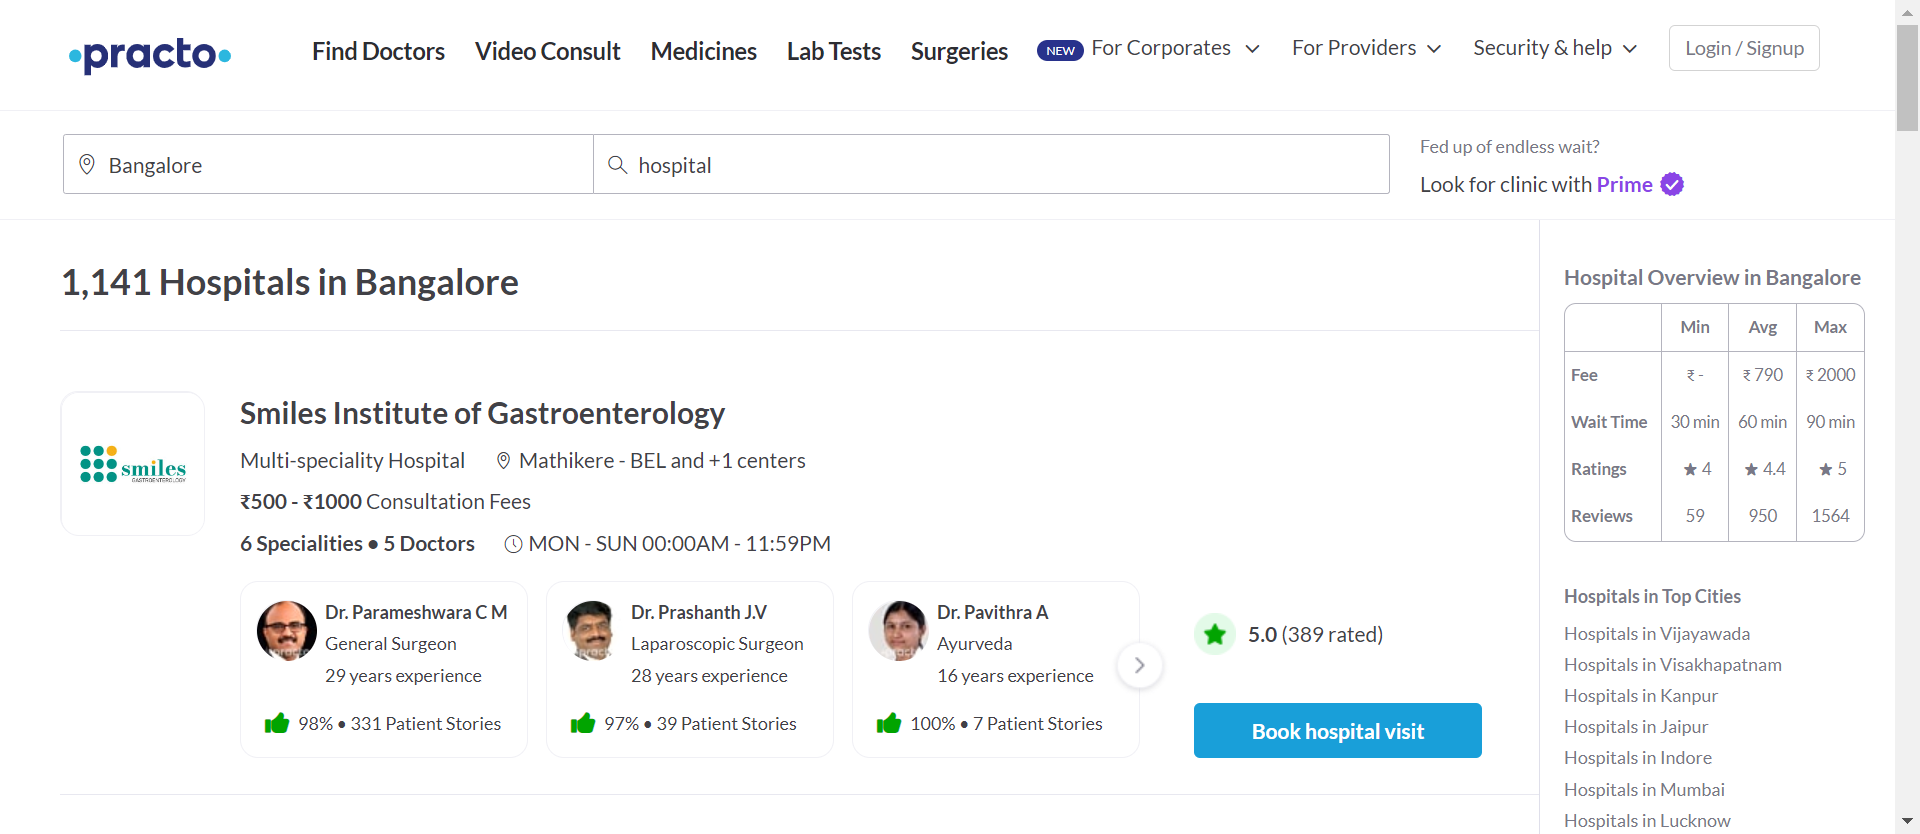 practo
Find Doctors
Video Consult
Medicines
Lab Tests
Surgeries
NEW
For Corporates
For Providers
Security & help
Login / Signup
Bangalore
hospital
Fed up of endless wait?
Look for clinic with Prime
1,141 Hospitals in Bangalore
Smiles Institute of Gastroenterology
smiles
GASTROENTEROLOGY
Multi-speciality Hospital
Mathikere - BEL and +1 centers
₹500 - ₹1000 Consultation Fees
6 Specialities • 5 Doctors
MON - SUN 00:00AM - 11:59PM
Dr. Parameshwara C M
General Surgeon
29 years experience
98% • 331 Patient Stories
Dr. Prashanth J.V
Laparoscopic Surgeon
28 years experience
97% • 39 Patient Stories
Dr. Pavithra A
Ayurveda
16 years experience
100% • 7 Patient Stories
5.0 (389 rated)
Book hospital visit
Hospital Overview in Bangalore
Min Avg Max
Fee ₹ - ₹ 790 ₹ 2000
Wait Time 30 min 60 min 90 min
Ratings ★ 4 ★ 4.4 ★ 5
Reviews 59 950 1564
Hospitals in Top Cities
Hospitals in Vijayawada
Hospitals in Visakhapatnam
Hospitals in Kanpur
Hospitals in Jaipur
Hospitals in Indore
Hospitals in Mumbai
Hospitals in Lucknow